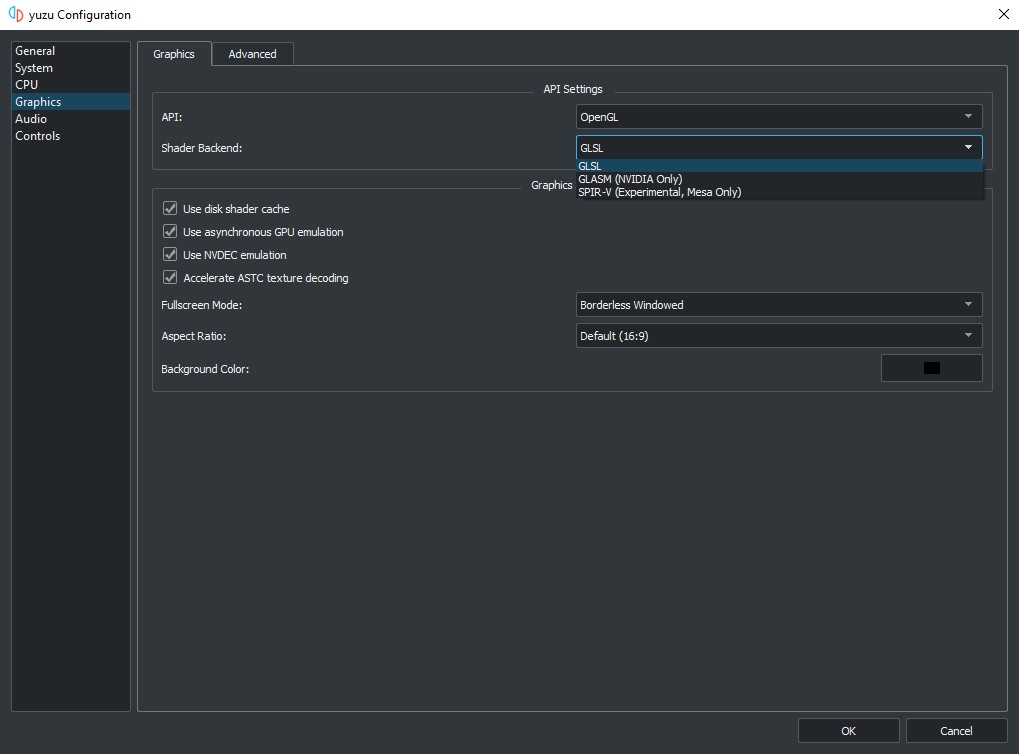 yuzu Configuration
General
System
CPU
Graphics
Audio
Controls
Graphics
Advanced
API Settings
API:
OpenGL
Shader Backend:
GLSL
GLSL
GLASM (NVIDIA Only)
SPIR-V (Experimental, Mesa Only)
Graphics
Use disk shader cache
Use asynchronous GPU emulation
Use NVDEC emulation
Accelerate ASTC texture decoding
Fullscreen Mode:
Borderless Windowed
Aspect Ratio:
Default (16:9)
Background Color:
OK
Cancel